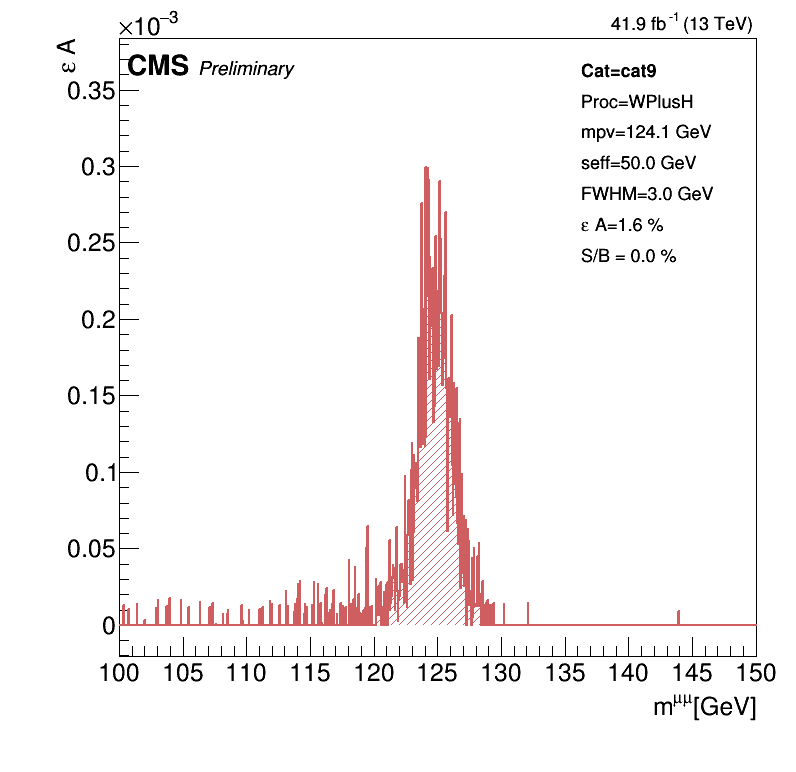 ×10⁻³
41.9 fb⁻¹ (13 TeV)
ε A
CMS Preliminary
Cat=cat9
Proc=WPlusH
mpv=124.1 GeV
seff=50.0 GeV
FWHM=3.0 GeV
ε A=1.6 %
S/B = 0.0 %
0.35
0.3
0.25
0.2
0.15
0.1
0.05
0
100 105 110 115 120 125 130 135 140 145 150
m^μμ[GeV]